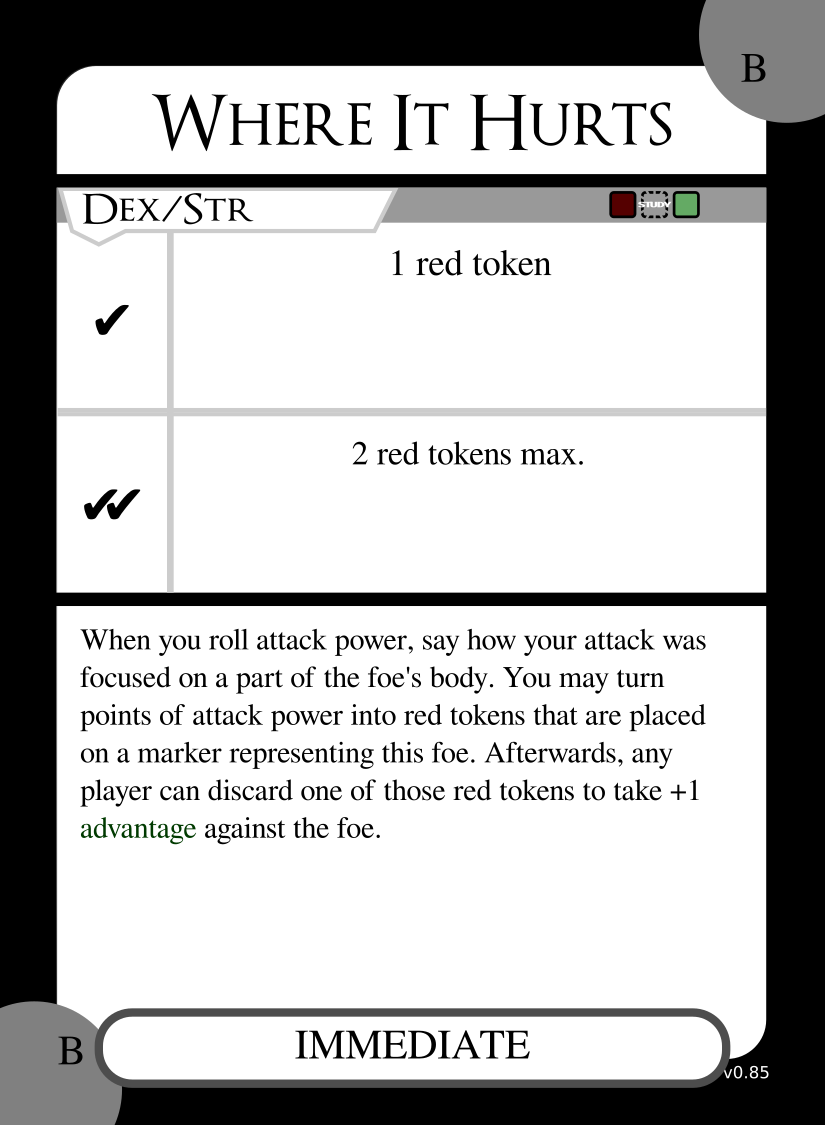 B
WHERE IT HURTS
DEX/STR
STUDY
1 red token
✔
2 red tokens max.
✔✔
When you roll attack power, say how your attack was
focused on a part of the foe's body. You may turn
points of attack power into red tokens that are placed
on a marker representing this foe. Afterwards, any
player can discard one of those red tokens to take +1
advantage against the foe.
B
IMMEDIATE
v0.85